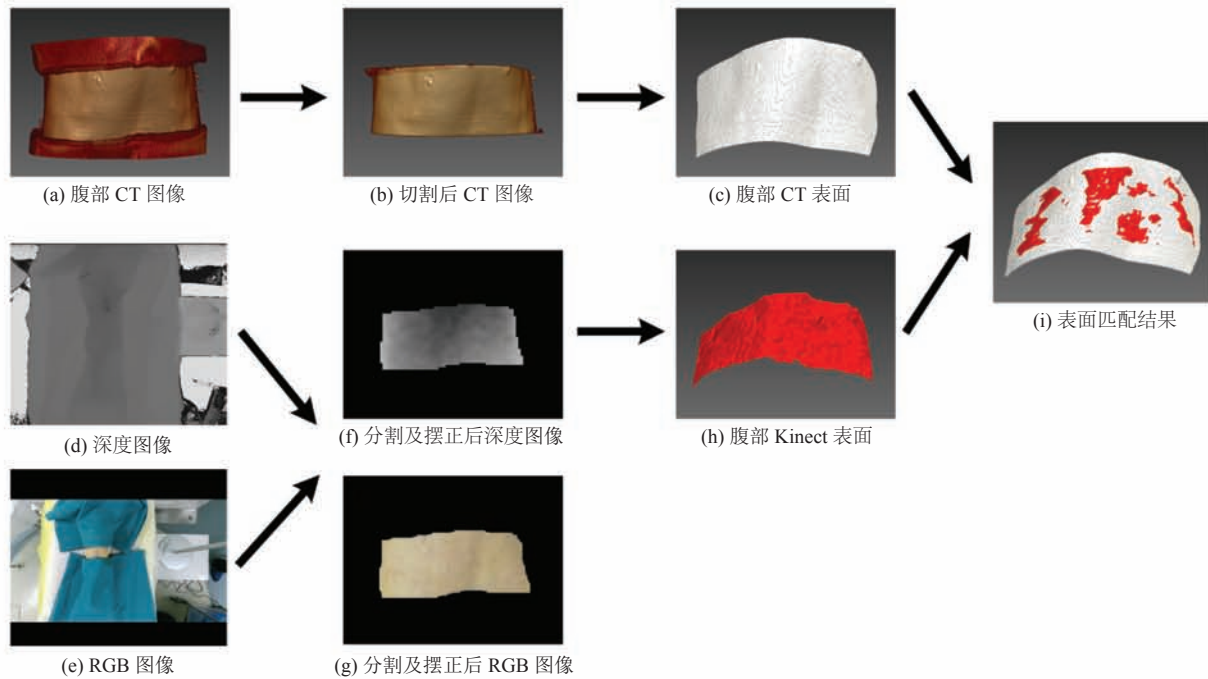 (a) 腹部 CT 图像
(b) 切割后 CT 图像
(c) 腹部 CT 表面
(i) 表面匹配结果
(d) 深度图像
(f) 分割及摆正后深度图像
(h) 腹部 Kinect 表面
(e) RGB 图像
(g) 分割及摆正后 RGB 图像